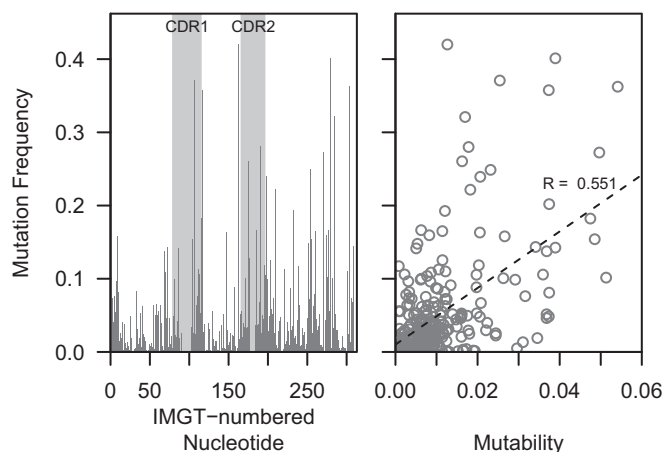 CDR1 CDR2
0.4
0.3
0.2
0.1
0.0
Mutation Frequency
0 50 150 250
IMGT−numbered
Nucleotide
R = 0.551
0.00 0.02 0.04 0.06
Mutability